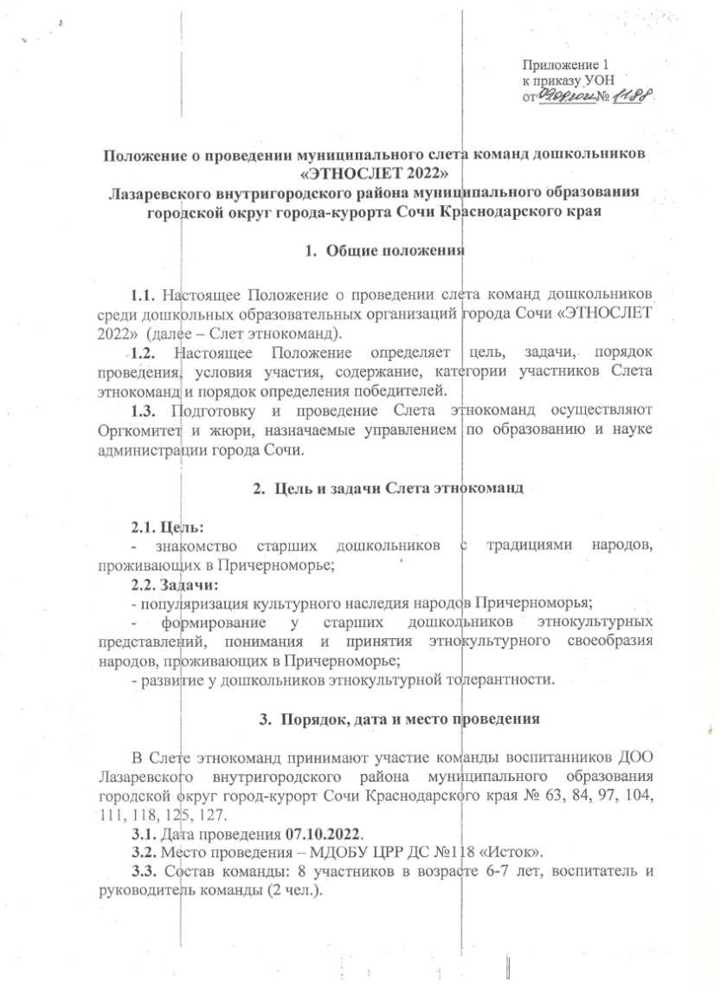 Приложение 1
к приказу УОН
от № 1188
Положение о проведении муниципального слета команд дошкольников
«ЭТНОСЛЕТ 2022»
Лазаревского внутригородского района муниципального образования
городской округ города-курорта Сочи Краснодарского края
1. Общие положения
1.1. Настоящее Положение о проведении слета команд дошкольников
среди дошкольных образовательных организаций города Сочи «ЭТНОСЛЕТ
2022» (далее – Слет этнокоманд).
1.2. Настоящее Положение определяет цель, задачи, порядок
проведения, условия участия, содержание, категории участников Слета
этнокоманд и порядок определения победителей.
1.3. Подготовку и проведение Слета этнокоманд осуществляют
Оргкомитет и жюри, назначаемые управлением по образованию и науке
администрации города Сочи.
2. Цель и задачи Слета этнокоманд
2.1. Цель:
- знакомство старших дошкольников с традициями народов,
проживающих в Причерноморье;
2.2. Задачи:
- популяризация культурного наследия народов Причерноморья;
- формирование у старших дошкольников этнокультурных
представлений, понимания и принятия этнокультурного своеобразия
народов, проживающих в Причерноморье;
- развитие у дошкольников этнокультурной толерантности.
3. Порядок, дата и место проведения
В Слете этнокоманд принимают участие команды воспитанников ДОО
Лазаревского внутригородского района муниципального образования
городской округ город-курорт Сочи Краснодарского края № 63, 84, 97, 104,
111, 118, 125, 127.
3.1. Дата проведения 07.10.2022.
3.2. Место проведения – МДОБУ ЦРР ДС №118 «Исток».
3.3. Состав команды: 8 участников в возрасте 6-7 лет, воспитатель и
руководитель команды (2 чел.).